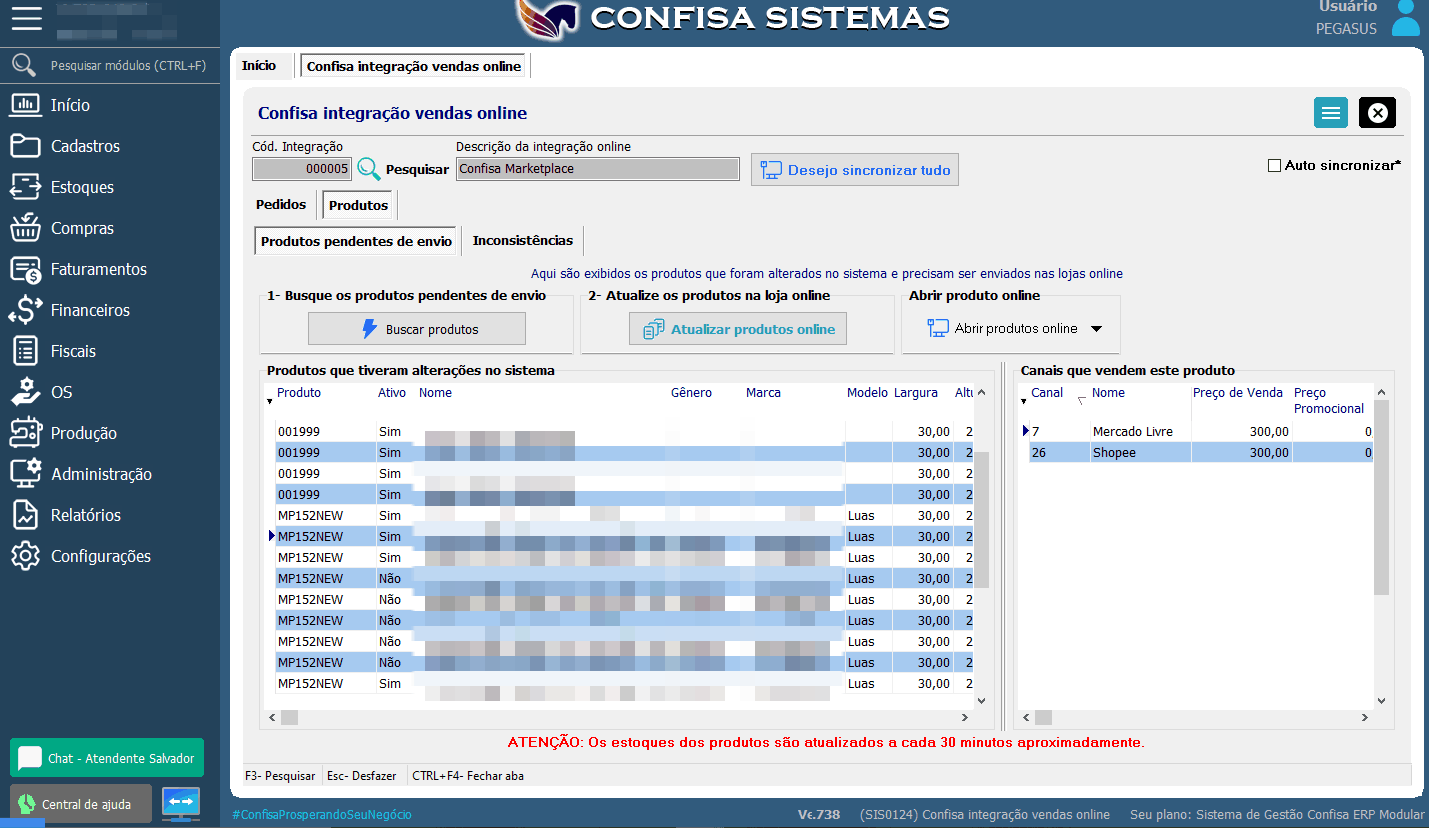 CONFISA SISTEMAS
Usuário
PEGASUS
Pesquisar módulos (CTRL+F)
Início
Cadastros
Estoques
Compras
Faturamentos
Financeiros
Fiscais
OS
Produção
Administração
Relatórios
Configurações
Chat - Atendente Salvador
Central de ajuda
Início Confisa integração vendas online
Confisa integração vendas online
Cód. Integração Descrição da integração online
000005 Pesquisar Confisa Marketplace Desejo sincronizar tudo Auto sincronizar*
Pedidos Produtos
Produtos pendentes de envio Inconsistências
Aqui são exibidos os produtos que foram alterados no sistema e precisam ser enviados nas lojas online
1- Busque os produtos pendentes de envio 2- Atualize os produtos na loja online Abrir produto online
Buscar produtos Atualizar produtos online Abrir produtos online
Produtos que tiveram alterações no sistema
Produto Ativo Nome Gênero Marca Modelo Largura Altu
001999 Sim 30,00 2
001999 Sim 30,00 2
001999 Sim 30,00 2
001999 Sim 30,00 2
MP152NEW Sim Luas 30,00 2
MP152NEW Sim Luas 30,00 2
MP152NEW Sim Luas 30,00 2
MP152NEW Não Luas 30,00 2
MP152NEW Não Luas 30,00 2
MP152NEW Não Luas 30,00 2
MP152NEW Não Luas 30,00 2
MP152NEW Não Luas 30,00 2
MP152NEW Sim Luas 30,00 2
Canais que vendem este produto
Canal Nome Preço de Venda Preço
Promocional
7 Mercado Livre 300,00 0,
26 Shopee 300,00 0
ATENÇÃO: Os estoques dos produtos são atualizados a cada 30 minutos aproximadamente.
F3- Pesquisar Esc- Desfazer CTRL+F4- Fechar aba
#ConfisaProsperandoSeuNegócio V6.738 (SIS0124) Confisa integração vendas online Seu plano: Sistema de Gestão Confisa ERP Modular